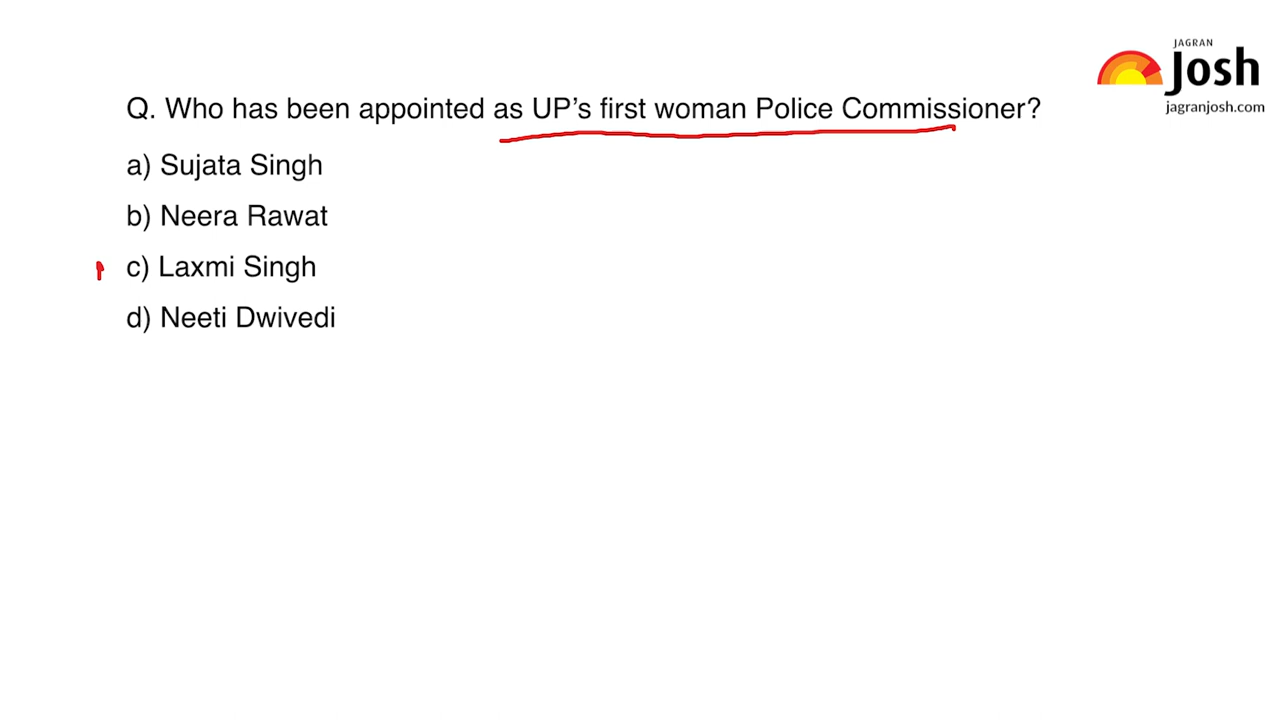 JAGRAN
Josh
jagranjosh.com
Q. Who has been appointed as UP’s first woman Police Commissioner?
a) Sujata Singh
b) Neera Rawat
c) Laxmi Singh
d) Neeti Dwivedi